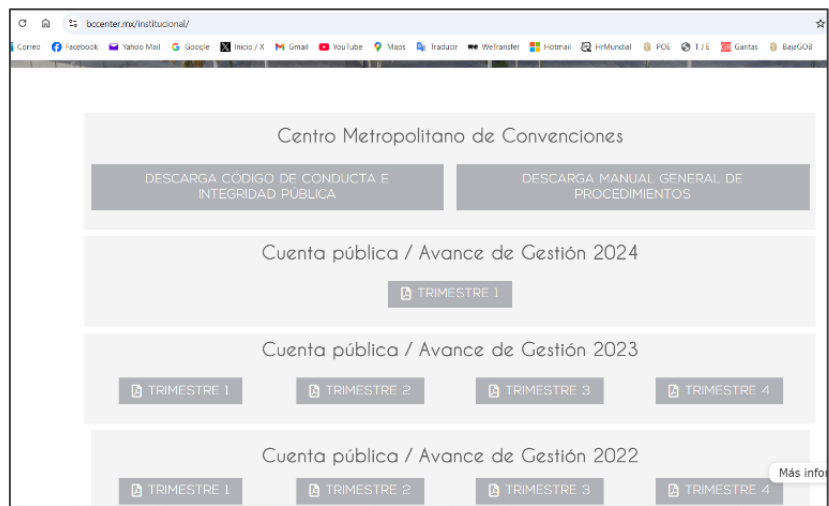 bccenter.mx/institucional/
Correo Facebook Yahoo Mail Google Inicio / X Gmail YouTube Maps Traducir WeTransfer Hotmail HrMundial POE T J E Gantas BajaGOB
Centro Metropolitano de Convenciones
DESCARGA CÓDIGO DE CONDUCTA E
INTEGRIDAD PÚBLICA
DESCARGA MANUAL GENERAL DE
PROCEDIMIENTOS
Cuenta pública / Avance de Gestión 2024
TRIMESTRE 1
Cuenta pública / Avance de Gestión 2023
TRIMESTRE 1 TRIMESTRE 2 TRIMESTRE 3 TRIMESTRE 4
Cuenta pública / Avance de Gestión 2022
Más infor
TRIMESTRE 1 TRIMESTRE 2 TRIMESTRE 3 TRIMESTRE 4